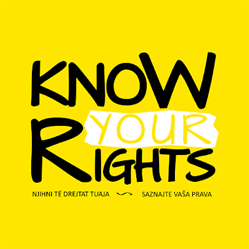 KNOW
YOUR
RIGHTS
NJIHNI TË DREJTAT TUAJA ~ SAZNAJTE VAŠA PRAVA